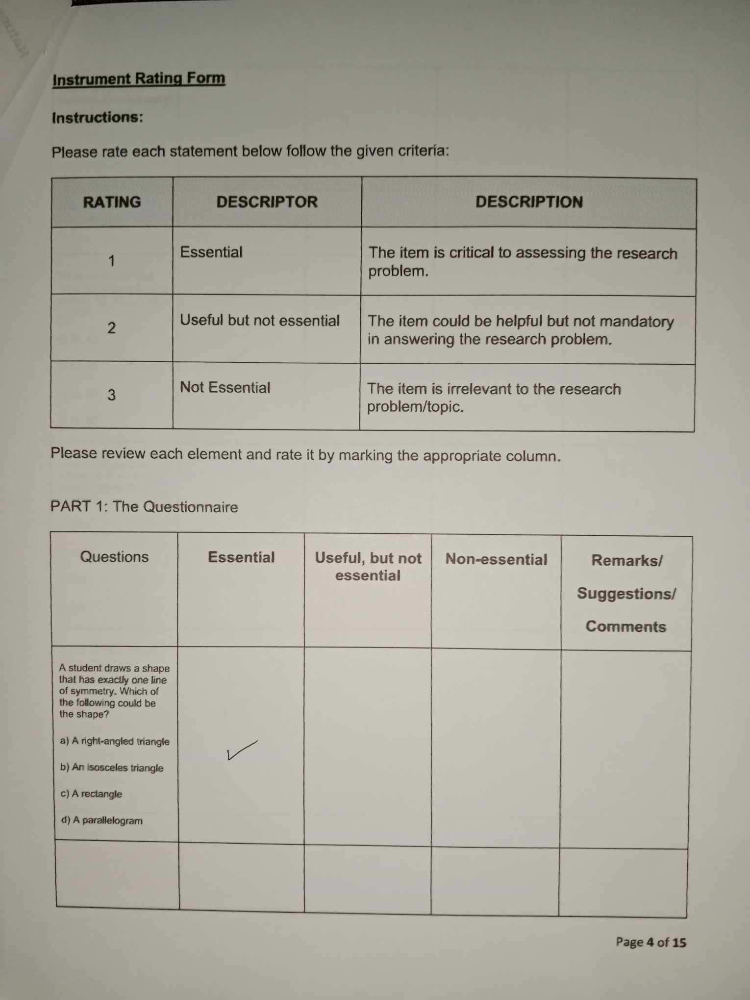 Instrument Rating Form
Instructions:
Please rate each statement below follow the given criteria:
RATING
DESCRIPTOR
DESCRIPTION
1
Essential
The item is critical to assessing the research
problem.
2
Useful but not essential
The item could be helpful but not mandatory
in answering the research problem.
3
Not Essential
The item is irrelevant to the research
problem/topic.
Please review each element and rate it by marking the appropriate column.
PART 1: The Questionnaire
Questions
Essential
Useful, but not
essential
Non-essential
Remarks/
Suggestions/
Comments
A student draws a shape
that has exactly one line
of symmetry. Which of
the following could be
the shape?
a) A right-angled triangle
b) An isosceles triangle
c) A rectangle
d) A parallelogram
✓
Page 4 of 15